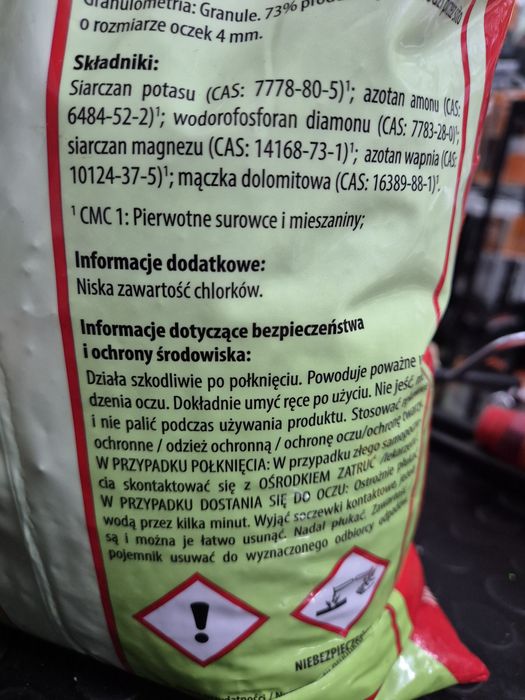 Granulometria: Granule. 73%
o rozmiarze oczek 4 mm.
Składniki:
Siarczan potasu (CAS: 7778-80-5)¹; azotan amonu (CAS:
6484-52-2)¹; wodorofosforan diamonu (CAS: 7783-28-0)¹;
siarczan magnezu (CAS: 14168-73-1)¹; azotan wapnia (CAS:
10124-37-5)¹; mączka dolomitowa (CAS: 16389-88-1)¹.
¹ CMC 1: Pierwotne surowce i mieszaniny;
Informacje dodatkowe:
Niska zawartość chlorków.
Informacje dotyczące bezpieczeństwa
i ochrony środowiska:
Działa szkodliwie po połknięciu. Powoduje poważne
dzenia oczu. Dokładnie umyć ręce po użyciu. Nie jeść,
i nie palić podczas używania produktu. Stosować
ochronne / odzież ochronną / ochronę oczu/ochronę twarzy.
W PRZYPADKU POŁKNIĘCIA: W przypadku złego samopoczu-
cia skontaktować się z OŚRODKIEM ZATRUĆ /lekarzem.
W PRZYPADKU DOSTANIA SIĘ DO OCZU: Ostrożnie płukać
wodą przez kilka minut. Wyjąć soczewki kontaktowe, jeżeli
są i można je łatwo usunąć. Nadal płukać. Zawartość
pojemnik usuwać do wyznaczonego odbiorcy odpadów.